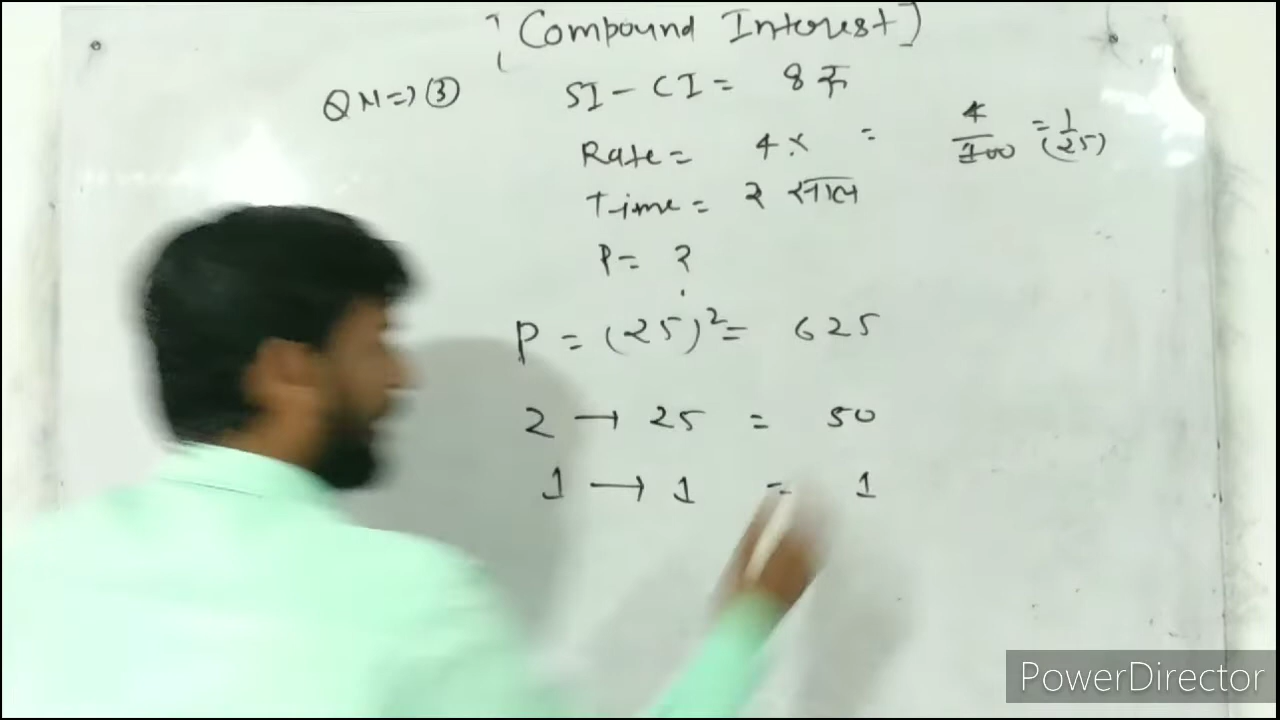 [Compound Interest]
QN=) ③
SI - CI = 8 रु
Rate = 4 % = 4/100 = 1/(25)
Time = 2 साल
P = ?
P = (25)² = 625
2 → 25 = 50
1 → 1 = 1
PowerDirector